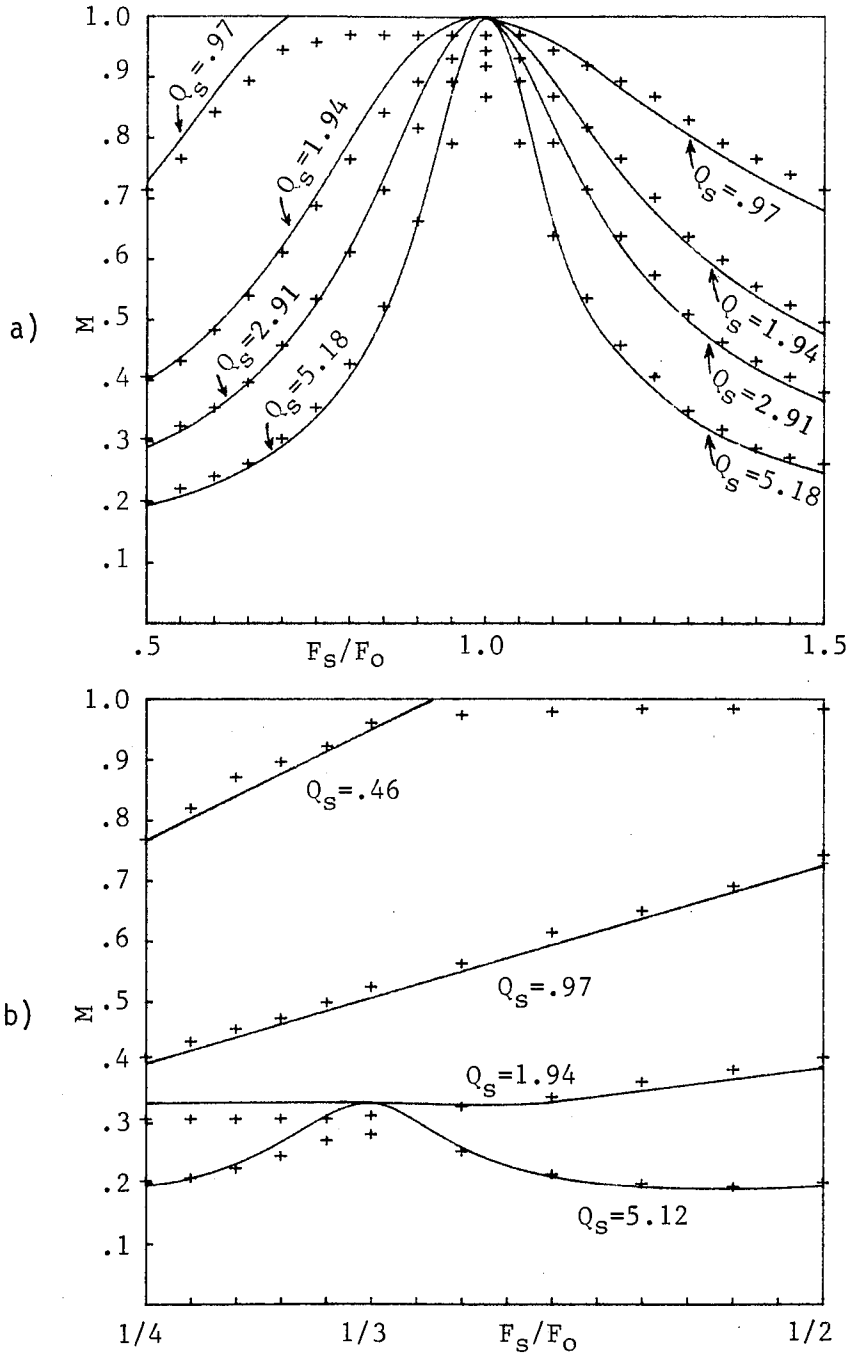 a)
M
1.0
.9
.8
.7
.6
.5
.4
.3
.2
.1
Qs=.97
Qs=1.94
Qs=2.91
Qs=5.18
Qs=.97
Qs=1.94
Qs=2.91
Qs=5.18
.5
Fs/Fo
1.0
1.5
b)
M
1.0
.9
.8
.7
.6
.5
.4
.3
.2
.1
Qs=.46
Qs=.97
Qs=1.94
Qs=5.12
1/4
1/3
Fs/Fo
1/2